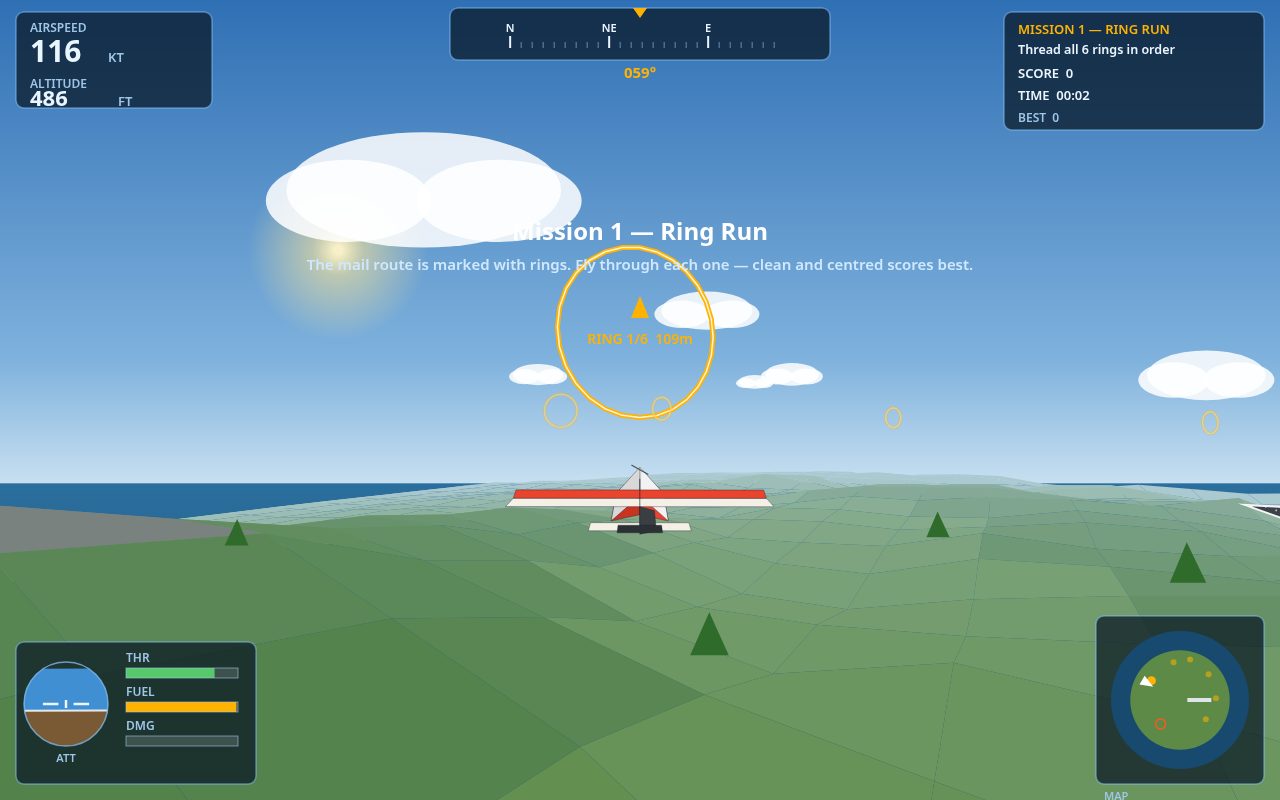 AIRSPEED
116 KT
ALTITUDE
486 FT
N NE E
059°
MISSION 1 — RING RUN
Thread all 6 rings in order
SCORE 0
TIME 00:02
BEST 0
Mission 1 — Ring Run
The mail route is marked with rings. Fly through each one — clean and centred scores best.
RING 1/6 109m
THR
FUEL
DMG
ATT
MAP